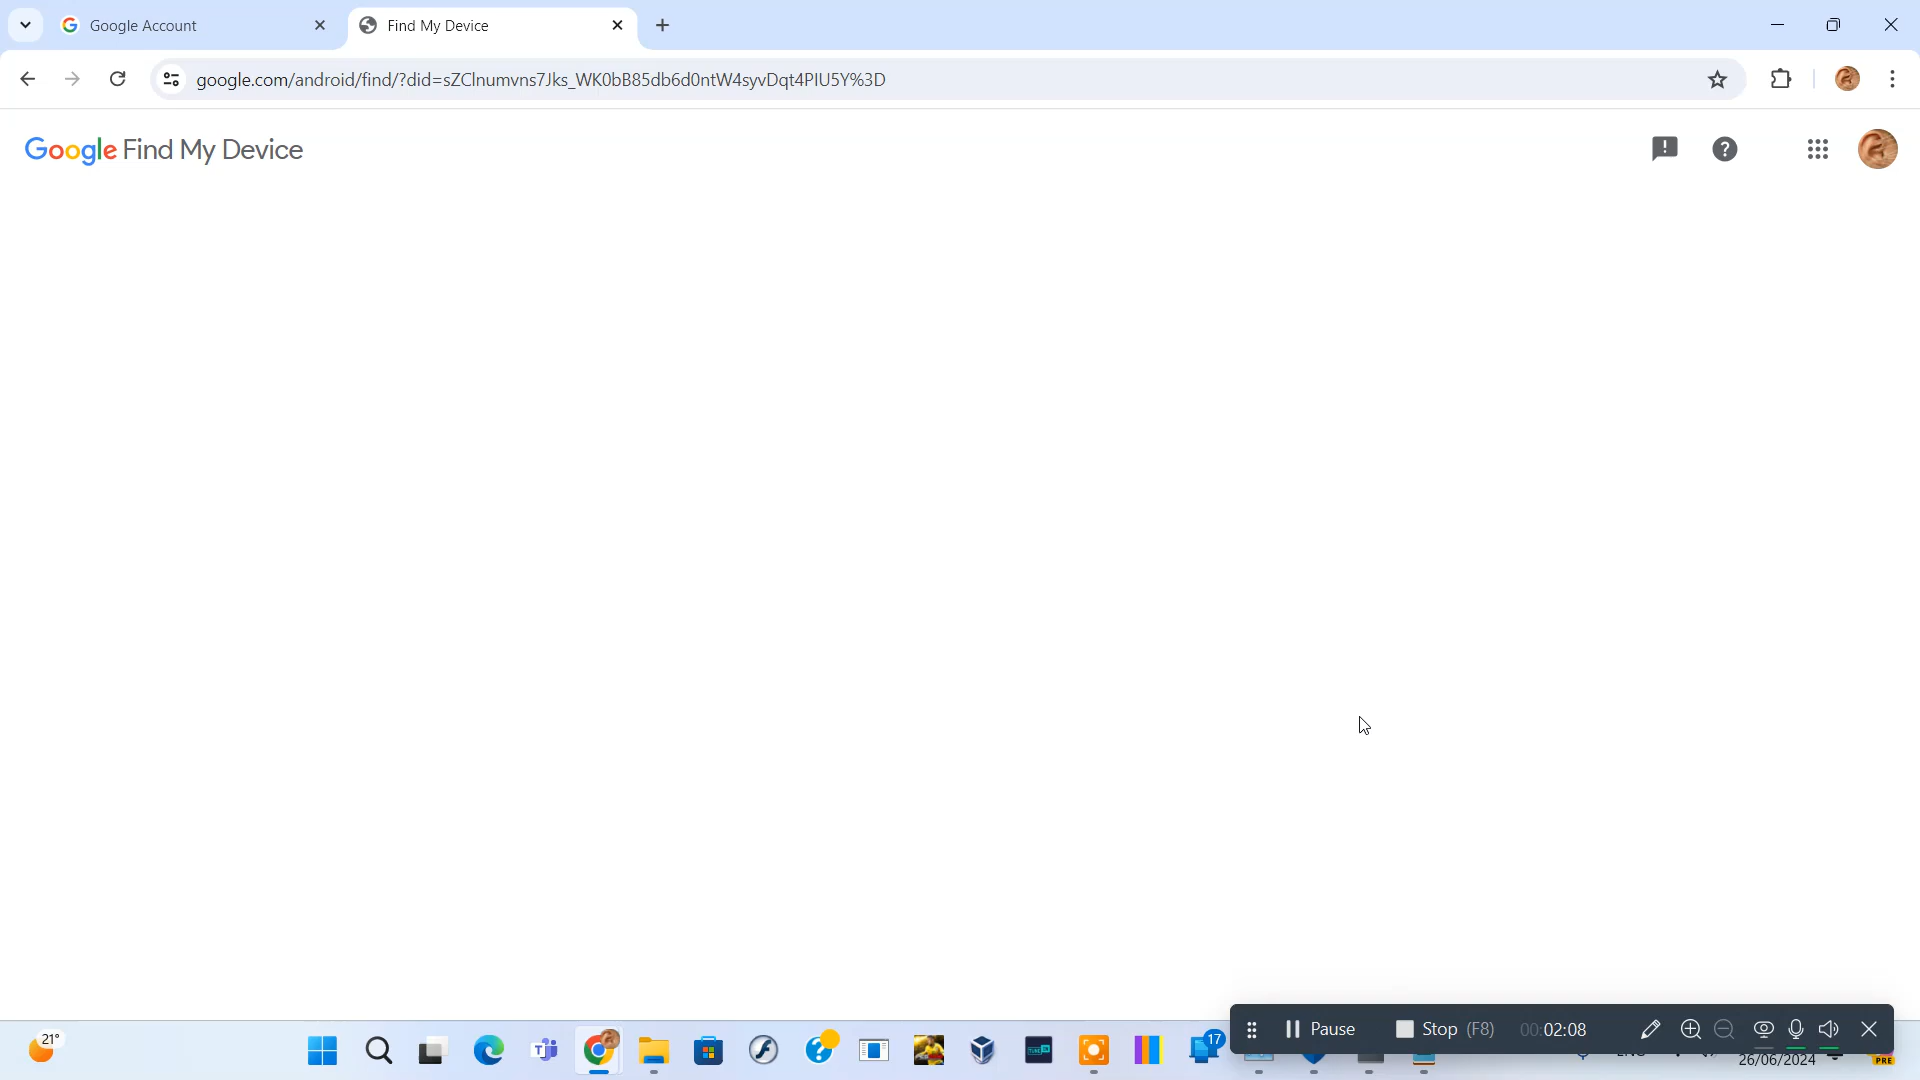 Google Account
Find My Device
google.com/android/find/?did=sZClnumvns7Jks_WK0bB85db6d0ntW4syvDqt4PIU5Y%3D
Google Find My Device
21°
17
Pause
Stop (F8)
00:02:08
26/06/2024
PRE